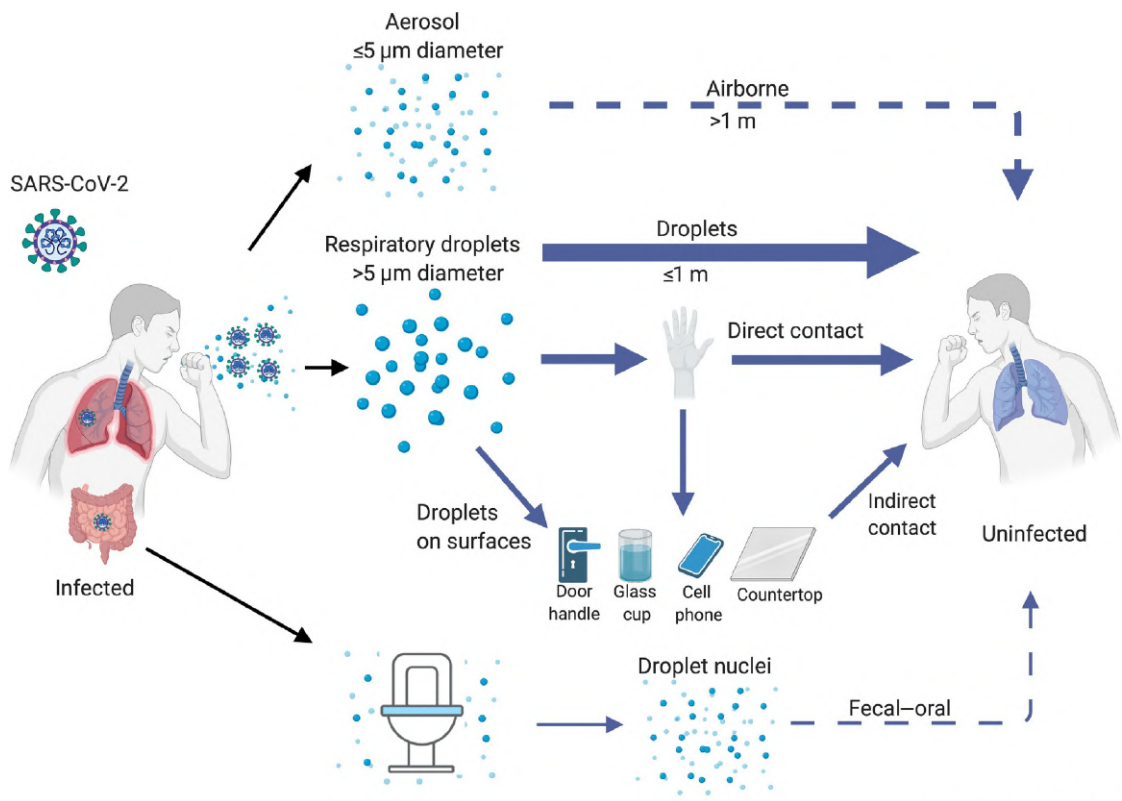 Aerosol
≤5 μm diameter
Airborne
>1 m
SARS-CoV-2
Respiratory droplets
>5 μm diameter
Droplets
≤1 m
Direct contact
Droplets
on surfaces
Indirect
contact
Uninfected
Infected
Door
handle
Glass
cup
Cell
phone
Countertop
Droplet nuclei
Fecal–oral